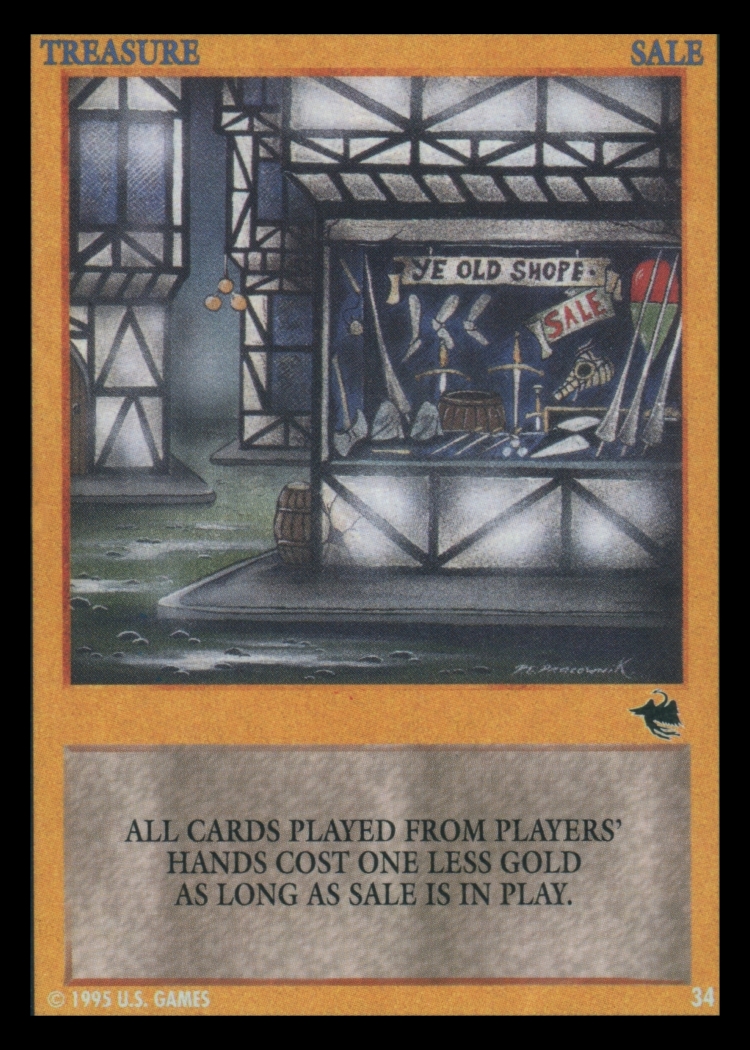 TREASURE SALE
YE OLD SHOPE
SALE
P.E. Pracownik
ALL CARDS PLAYED FROM PLAYERS'
HANDS COST ONE LESS GOLD
AS LONG AS SALE IS IN PLAY.
© 1995 U.S. GAMES 34